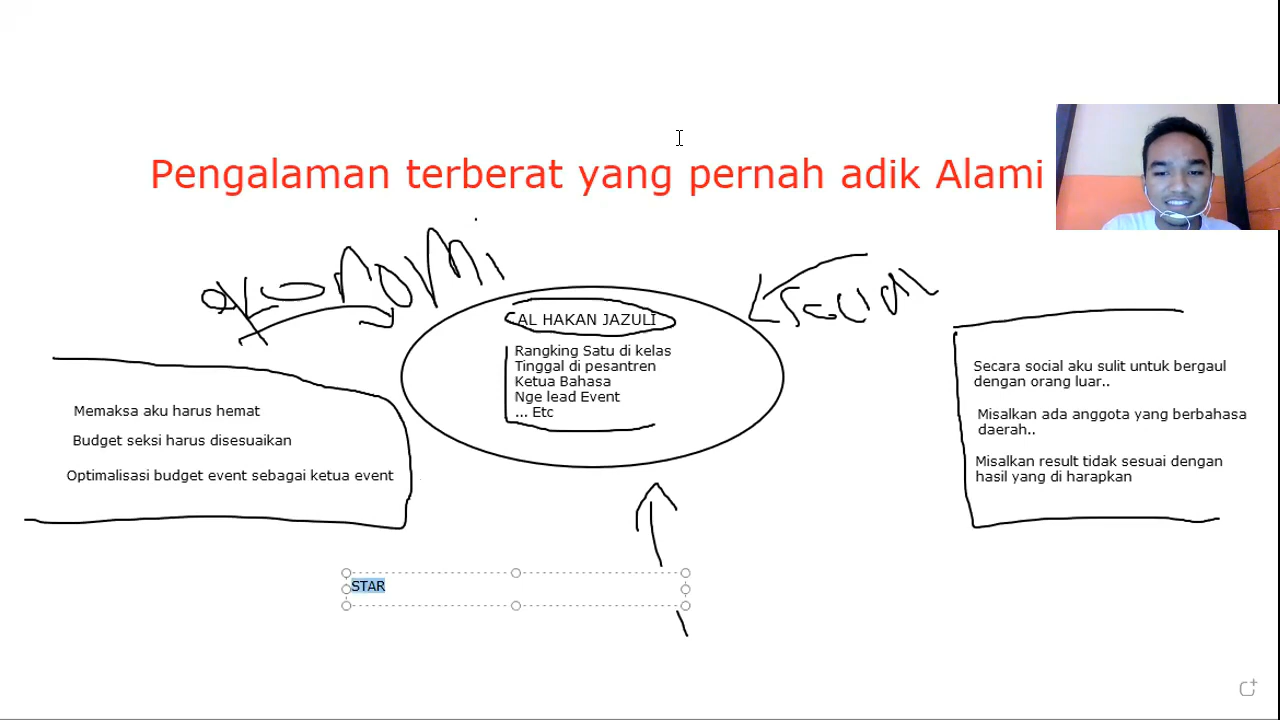 Pengalaman terberat yang pernah adik Alami
ekonomi
social
AL HAKAN JAZULI
Rangking Satu di kelas
Tinggal di pesantren
Ketua Bahasa
Nge lead Event
... Etc
Memaksa aku harus hemat
Budget seksi harus disesuaikan
Optimalisasi budget event sebagai ketua event
Secara social aku sulit untuk bergaul
dengan orang luar..
Misalkan ada anggota yang berbahasa
daerah..
Misalkan result tidak sesuai dengan
hasil yang di harapkan
STAR